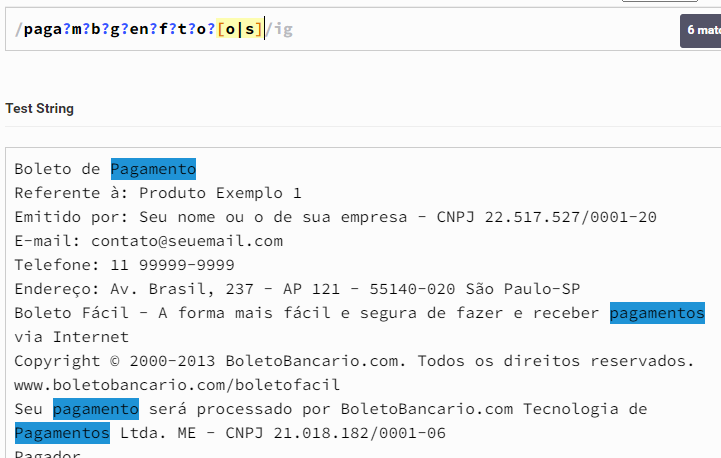 /paga?m?b?g?en?f?t?o?[o|s]/ig
6 mat
Test String
Boleto de Pagamento
Referente à: Produto Exemplo 1
Emitido por: Seu nome ou o de sua empresa - CNPJ 22.517.527/0001-20
E-mail: contato@seuemail.com
Telefone: 11 99999-9999
Endereço: Av. Brasil, 237 - AP 121 - 55140-020 São Paulo-SP
Boleto Fácil - A forma mais fácil e segura de fazer e receber pagamentos
via Internet
Copyright © 2000-2013 BoletoBancario.com. Todos os direitos reservados.
www.boletobancario.com/boletofacil
Seu pagamento será processado por BoletoBancario.com Tecnologia de
Pagamentos Ltda. ME - CNPJ 21.018.182/0001-06
Pagador